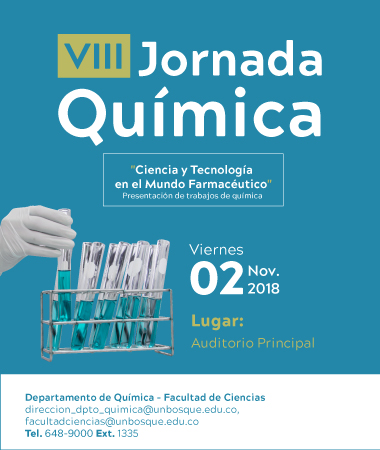 VIII Jornada
Química
"Ciencia y Tecnología
en el Mundo Farmacéutico"
Presentación de trabajos de química
Viernes
02 Nov.
2018
Lugar:
Auditorio Principal
Departamento de Química - Facultad de Ciencias
direccion_dpto_quimica@unbosque.edu.co,
facultadciencias@unbosque.edu.co
Tel. 648-9000 Ext. 1335